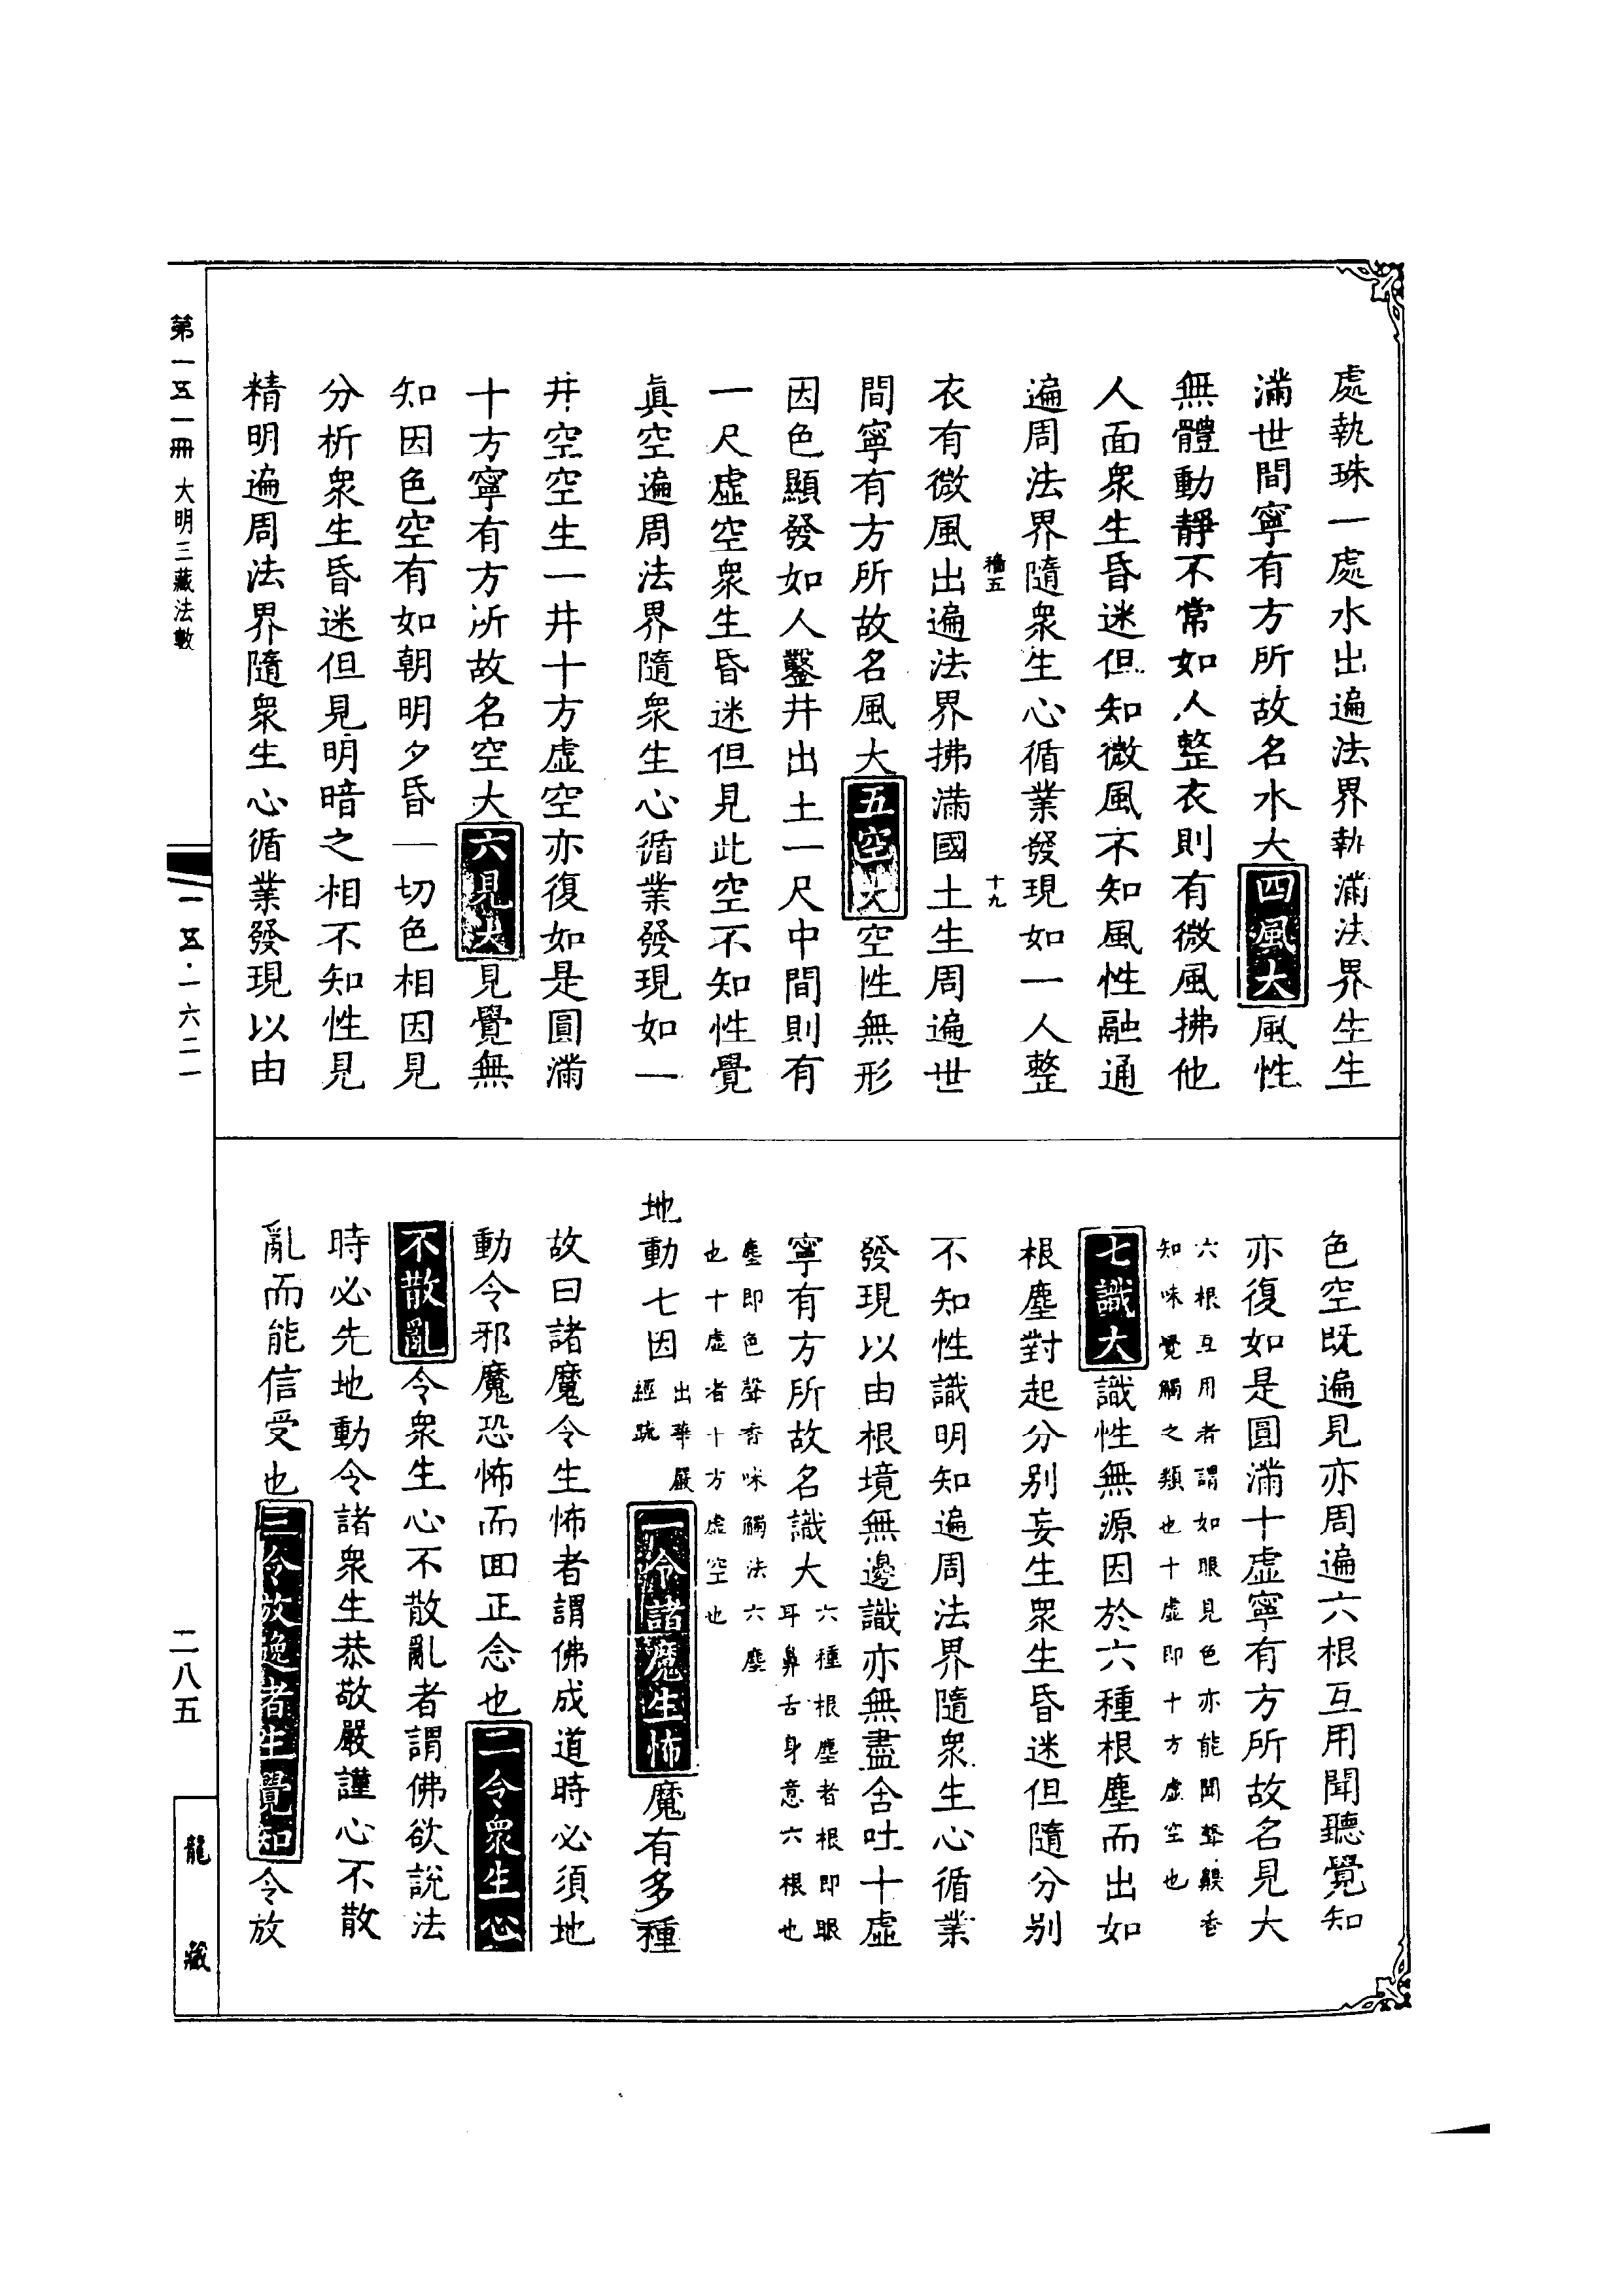 處執珠一處水出遍法界執滿法界生生
滿世間寧有方所故名水大四風大風性
無體動靜不常如人整衣則有微風拂他
人面衆生昏迷但知微風不知風性融通
遍周法界隨衆生心循業發現如一人整
十九
衣有微風出遍法界拂滿國土生周遍世
間寧有方所故名風大五空大空性無形
因色顯發如人鑿井出土一尺中間則有
一尺虛空衆生昏迷但見此空不知性覺
眞空遍周法界隨衆生心循業發現如一
井空空生一井十方虛空亦復如是圓滿
十方寧有方所故名空大六見大見覺無
知因色空有如朝明夕昏一切色相因見
分析衆生昏迷但見明暗之相不知性見
精明遍周法界隨衆生心循業發現以由
色空既遍見亦周遍六根互用聞聽覺知
亦復如是圓滿十虛寧有方所故名見大
六根互用者謂如眼見色亦能聞聲齅香
知味覺觸之類也十虛即十方虛空也
七識大識性無源因於六種根塵而出如
根塵對起分別妄生衆生昏迷但隨分別
不知性識明知遍周法界隨衆生心循業
發現以由根境無邊識亦無盡含吐十虛
寧有方所故名識大六種根塵者根即眼
耳鼻舌身意六根也
塵即色聲香味觸法六塵
也十虛者十方虛空也
地動七因出華嚴
經疏
一令諸魔生怖魔有多種
故曰諸魔令生怖者謂佛成道時必須地
動令邪魔恐怖而回正念也二令衆生心
不散亂令衆生心不散亂者謂佛欲說法
時必先地動令諸衆生恭敬嚴謹心不散
亂而能信受也三令放逸者生覺知令放
第一五一冊 大明三藏法數
一五·一六二一
二八五
龍藏